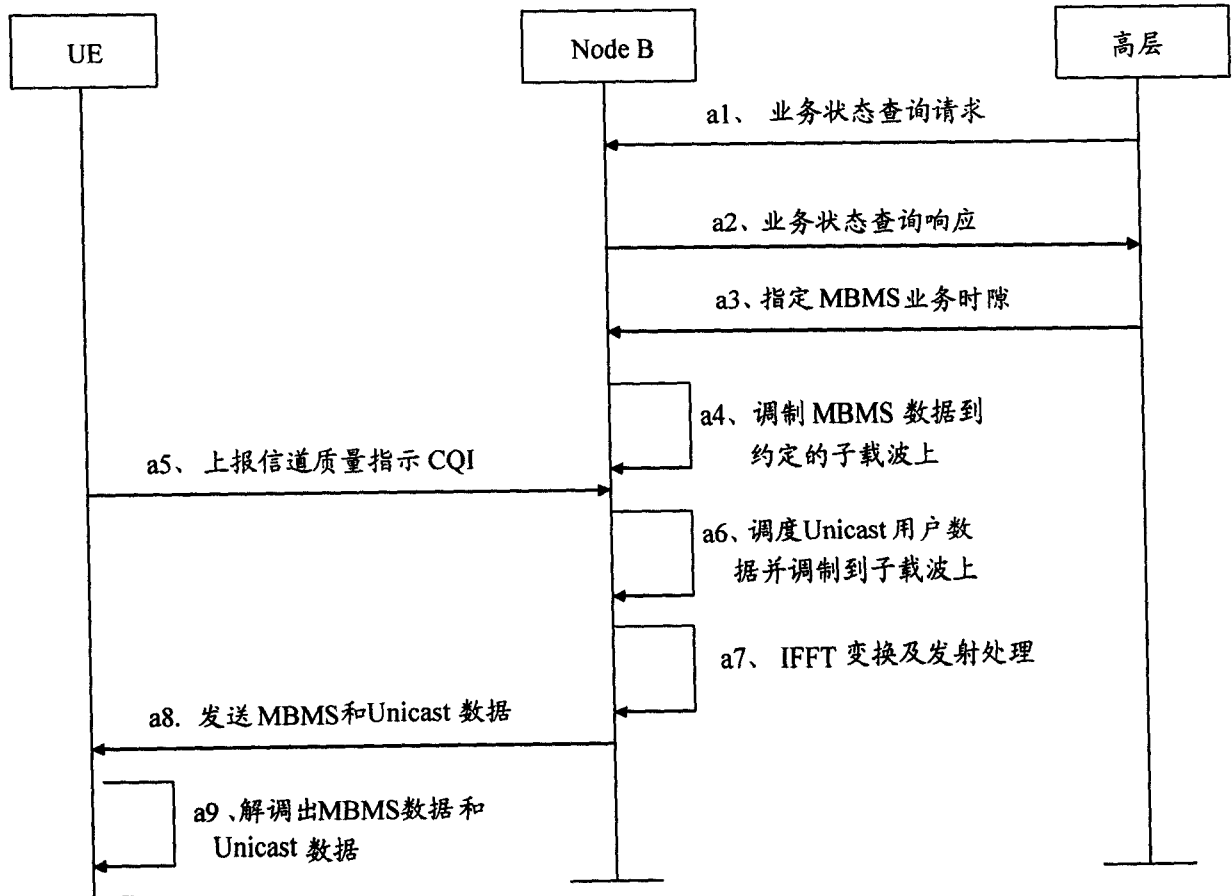 UE
Node B
高层
a1、 业务状态查询请求
a2、业务状态查询响应
a3、指定 MBMS 业务时隙
a4、调制 MBMS 数据到
约定的子载波上
a5、上报信道质量指示 CQI
a6、调度Unicast 用户数
据并调制到子载波上
a7、 IFFT 变换及发射处理
a8. 发送 MBMS和Unicast 数据
a9、解调出MBMS数据和
Unicast 数据